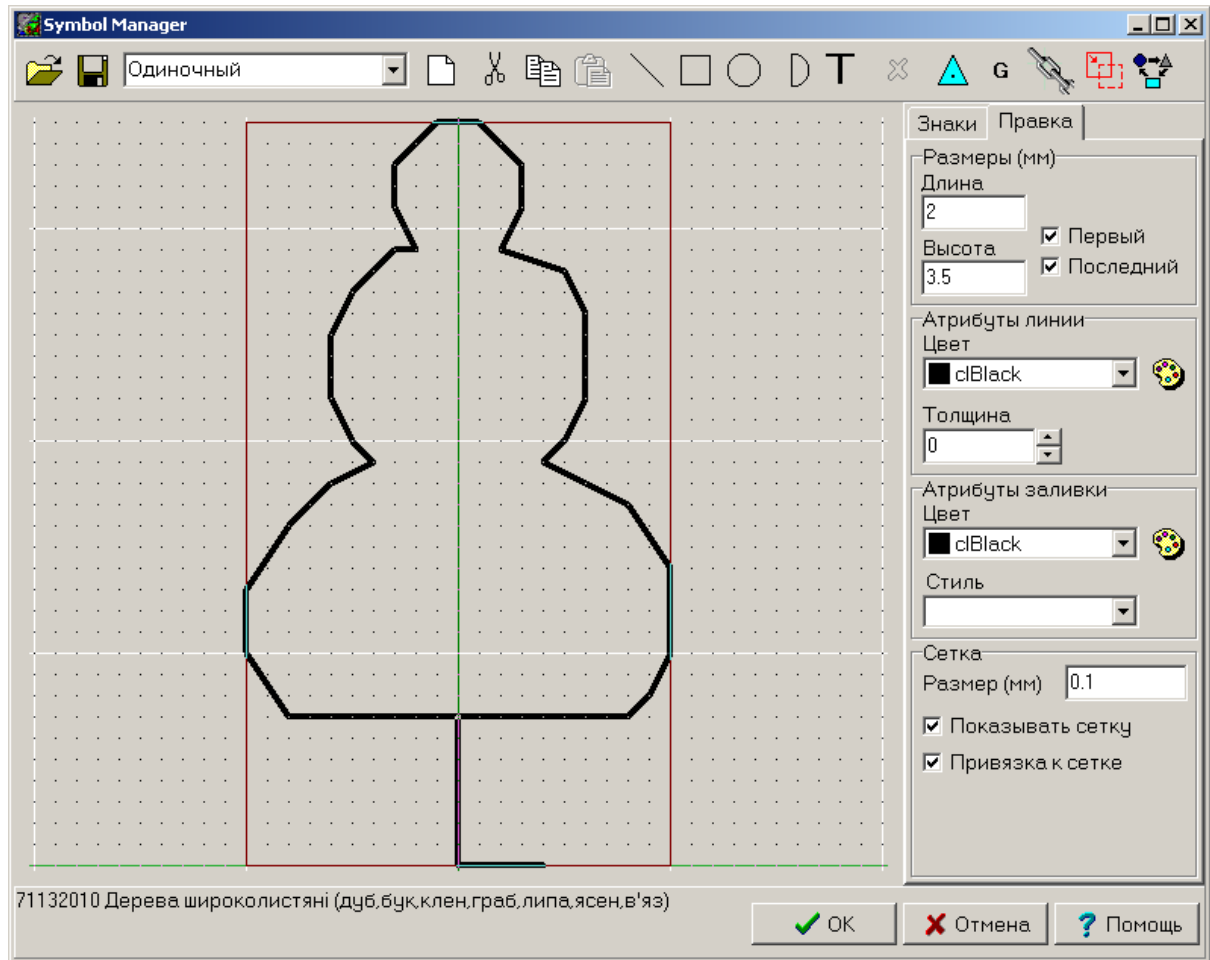 Symbol Manager
Одиночный
T
G
Знаки Правка
Размеры (мм)
Длина
2
Первый
Высота
Последний
3.5
Атрибуты линии
Цвет
clBlack
Толщина
0
Атрибуты заливки
Цвет
clBlack
Стиль
Сетка
Размер (мм) 0.1
Показывать сетку
Привязка к сетке
71132010 Дерева широколистяні (дуб,бук,клен,граб,липа,ясен,в'яз)
OK Отмена ? Помощь